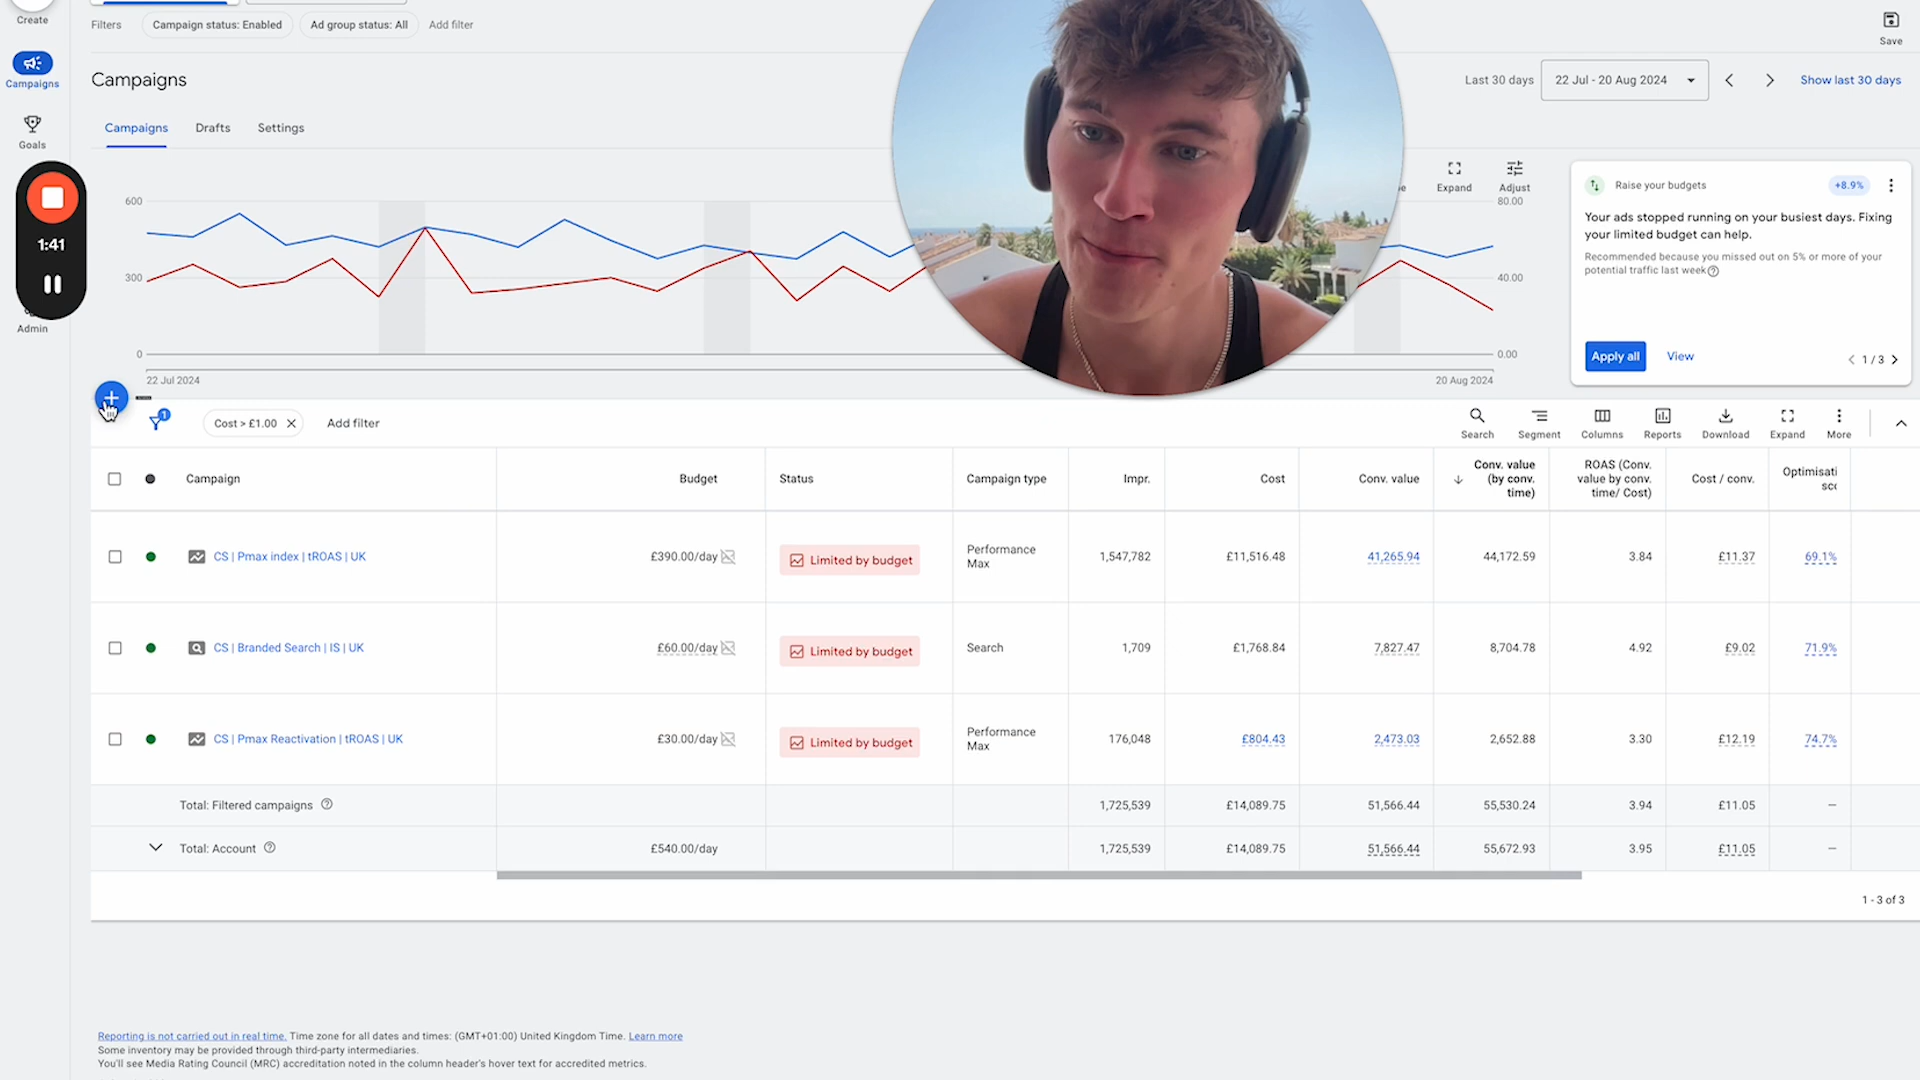 Create
Filters
Campaign status: Enabled
Ad group status: All
Add filter
Save
Campaigns
Campaigns
Last 30 days
22 Jul - 20 Aug 2024
Show last 30 days
Goals
Campaigns
Drafts
Settings
Expand
Adjust
600
300
0
80.00
40.00
0.00
22 Jul 2024
20 Aug 2024
1:41
Admin
Raise your budgets
+8.9%
Your ads stopped running on your busiest days. Fixing
your limited budget can help.
Recommended because you missed out on 5% or more of your
potential traffic last week
Apply all
View
1 / 3
1
Cost > £1.00
Add filter
Search
Segment
Columns
Reports
Download
Expand
More
Campaign
Budget
Status
Campaign type
Impr.
Cost
Conv. value
Conv. value
(by conv.
time)
ROAS (Conv.
value by conv.
time/ Cost)
Cost / conv.
Optimisati
CS | Pmax index | tROAS | UK
£390.00/day
Limited by budget
Performance
Max
1,547,782
£11,516.48
41,265.94
44,172.59
3.84
£11.37
69.1%
CS | Branded Search | IS | UK
£60.00/day
Limited by budget
Search
1,709
£1,768.84
7,827.47
8,704.78
4.92
£9.02
71.9%
CS | Pmax Reactivation | tROAS | UK
£30.00/day
Limited by budget
Performance
Max
176,048
£804.43
2,473.03
2,652.88
3.30
£12.19
74.7%
Total: Filtered campaigns
1,725,539
£14,089.75
51,566.44
55,530.24
3.94
£11.05
—
Total: Account
£540.00/day
1,725,539
£14,089.75
51,566.44
55,672.93
3.95
£11.05
—
1 - 3 of 3
Reporting is not carried out in real time. Time zone for all dates and times: (GMT+01:00) United Kingdom Time. Learn more
Some inventory may be provided through third-party intermediaries.
You'll see Media Rating Council (MRC) accreditation noted in the column header's hover text for accredited metrics.